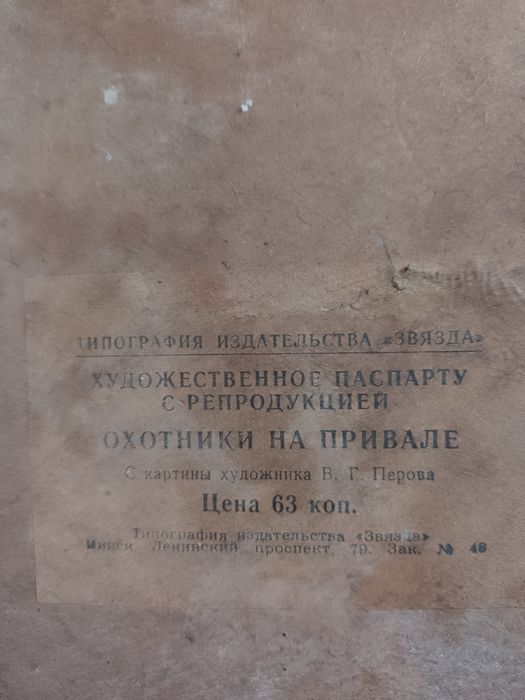 ТИПОГРАФИЯ ИЗДАТЕЛЬСТВА «ЗВЯЗДА»
ХУДОЖЕСТВЕННОЕ ПАСПАРТУ
С РЕПРОДУКЦИЕЙ
ОХОТНИКИ НА ПРИВАЛЕ
С картины художника В. Г. Перова
Цена 63 коп.
Типография издательства «Звязда»
Минск Ленинский проспект, 79. Зак. № 48